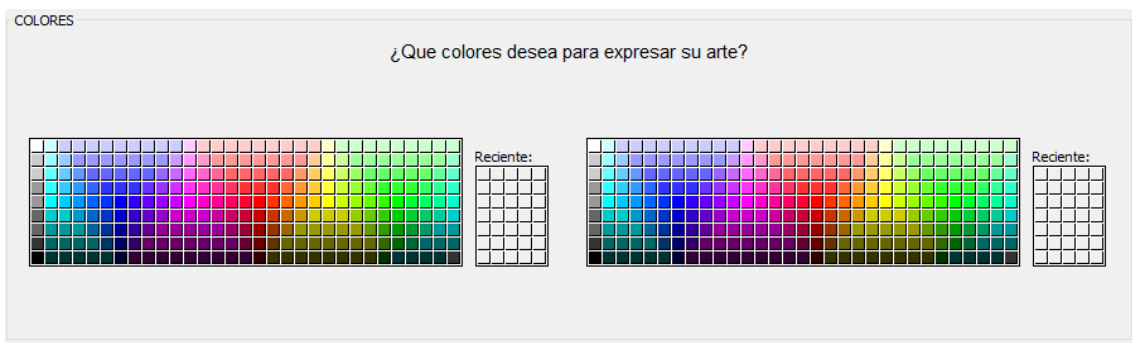 COLORES
¿Que colores desea para expresar su arte?
Reciente:
Reciente: